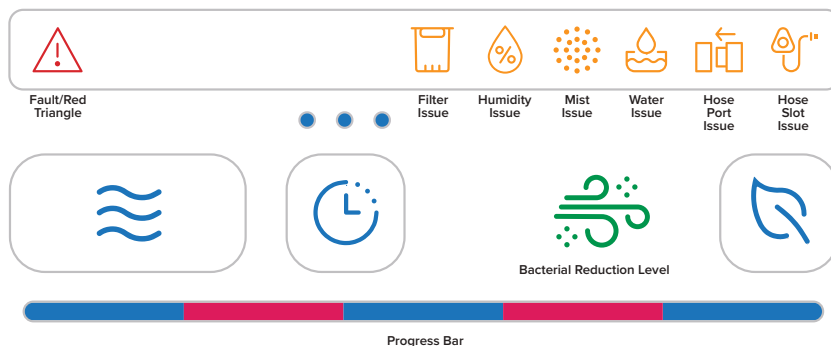 %
Fault/Red
Triangle
Filter
Issue
Humidity
Issue
Mist
Issue
Water
Issue
Hose
Port
Issue
Hose
Slot
Issue
Bacterial Reduction Level
Progress Bar